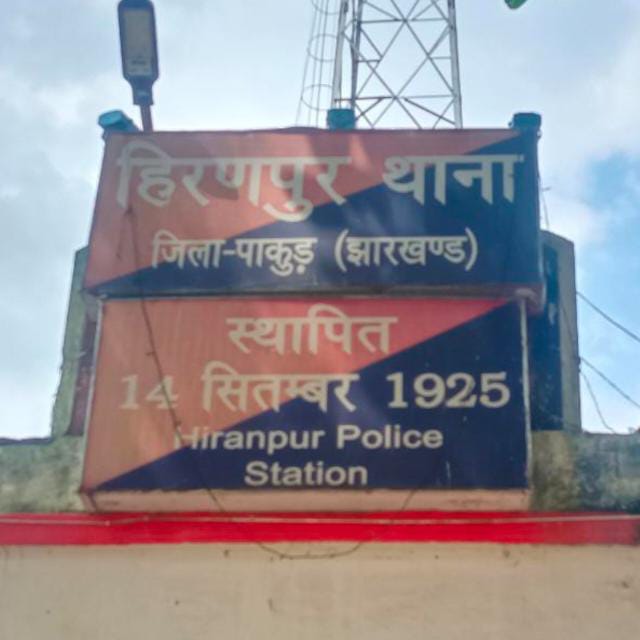 हिरणपुर थाना
जिला-पाकुड़ (झारखण्ड)
स्थापित
14 सितम्बर 1925
Hiranpur Police
Station